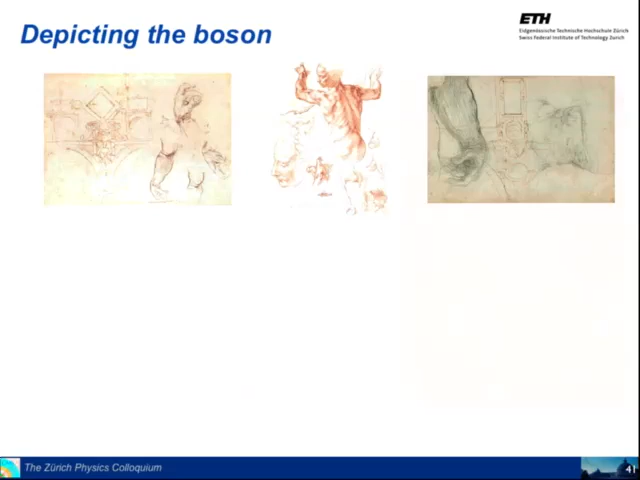 Depicting the boson
ETH
Eidgenössische Technische Hochschule Zürich
Swiss Federal Institute of Technology Zurich
The Zürich Physics Colloquium
41